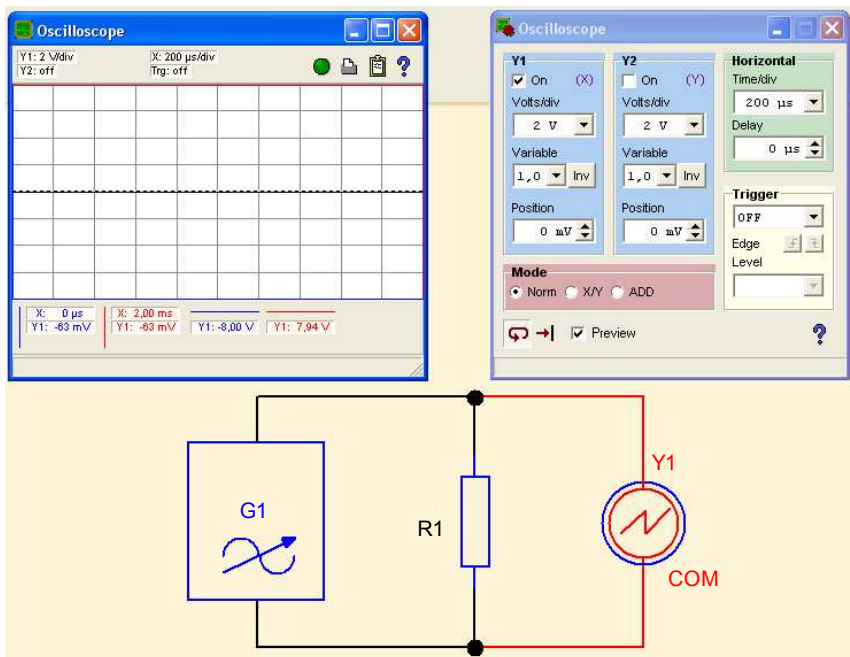 Oscilloscope
Y1: 2 V/div X: 200 µs/div
Y2: off Trg: off
?
X: 0 µs X: 2,00 ms
Y1: -63 mV Y1: -63 mV Y1:-8,00 V Y1: 7,94 V
Oscilloscope
Y1 Y2 Horizontal
On (X) On (Y) Time/div
Volts/div Volts/div 200 µs
2 V 2 V Delay
0 µs
Variable Variable
1,0 Inv 1,0 Inv
Trigger
Position Position OFF
0 mV 0 mV Edge
Level
Mode
Norm X/Y ADD
Preview ?
Y1
G1
R1
COM